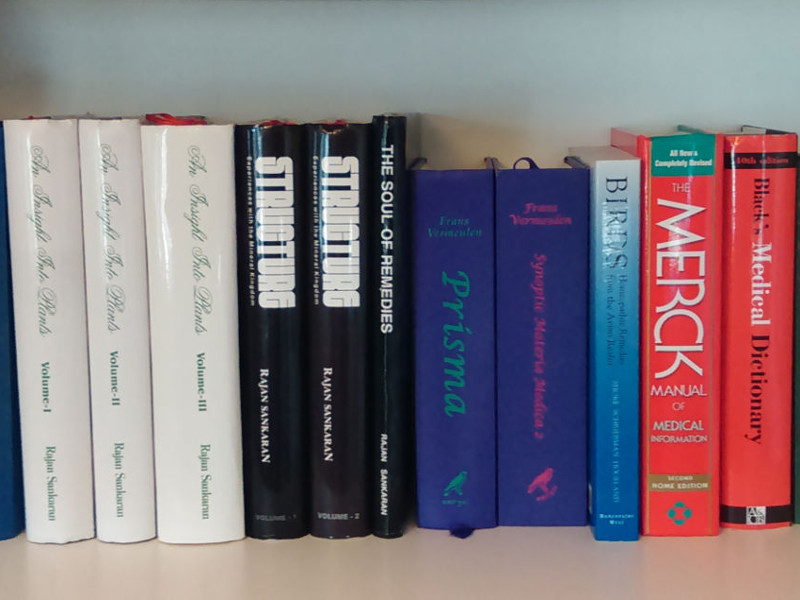 An Insight Into Plants
Volume-I
Rajan Sankaran
An Insight Into Plants
Volume-II
Rajan Sankaran
An Insight Into Plants
Volume-III
Rajan Sankaran
STRUCTURE
Experiences with the Mineral Kingdom
RAJAN SANKARAN
VOLUME - 1
STRUCTURE
Experiences with the Mineral Kingdom
RAJAN SANKARAN
VOLUME - 2
THE SOUL OF REMEDIES
RAJAN SANKARAN
Frans
Vermeulen
Prisma
Frans
Vermeulen
Synoptic Materia Medica 2
BIRDS
Homeopathic Remedies
from the Avian Realm
All New &
Completely Revised
THE
MERCK
MANUAL
OF
MEDICAL
INFORMATION
SECOND
HOME EDITION
40th edition
Black's Medical Dictionary